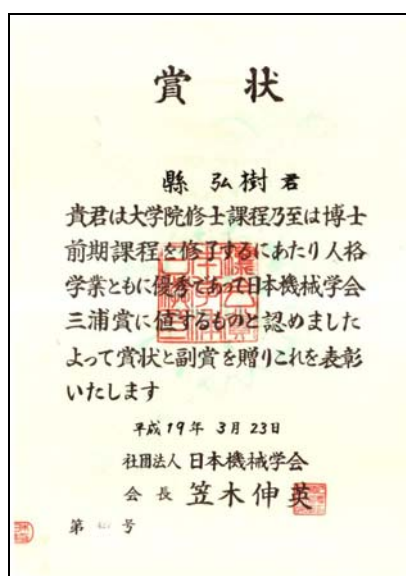 賞 状
縣 弘樹 君
貴君は大学院修士課程乃至は博士
前期課程を修了するにあたり人格
学業ともに優秀であって日本機械学会
三浦賞に値するものと認めました
よって賞状と副賞を贈りこれを表彰
いたします
平成19年 3月23日
社団法人 日本機械学会
会 長 笠木伸英
第 号